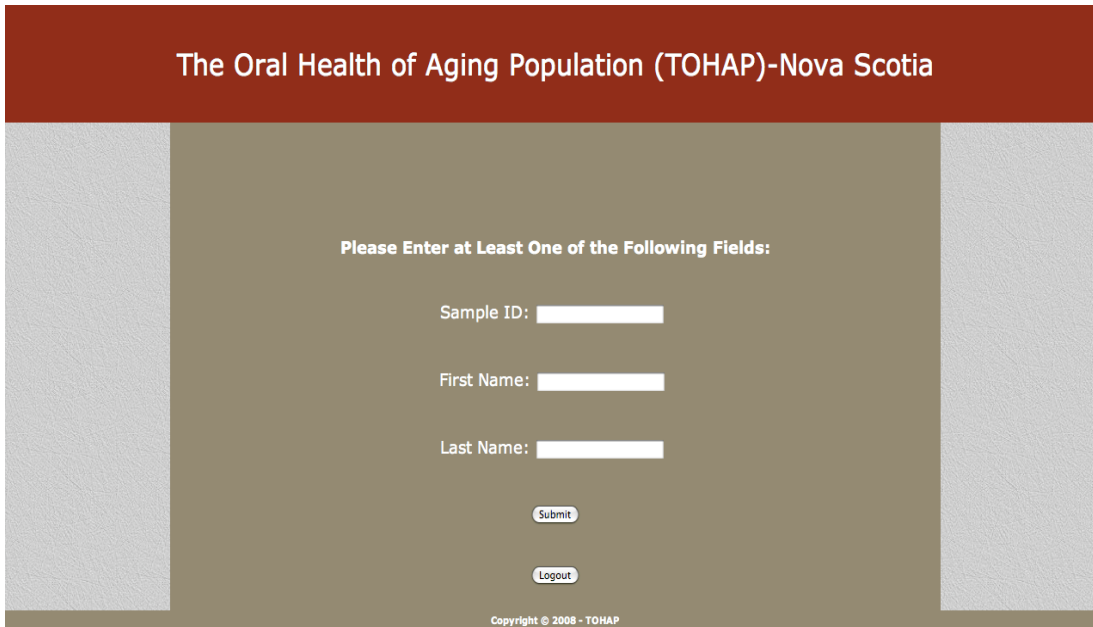 The Oral Health of Aging Population (TOHAP)-Nova Scotia
Please Enter at Least One of the Following Fields:
Sample ID:
First Name:
Last Name:
Submit
Logout
Copyright © 2008 - TOHAP